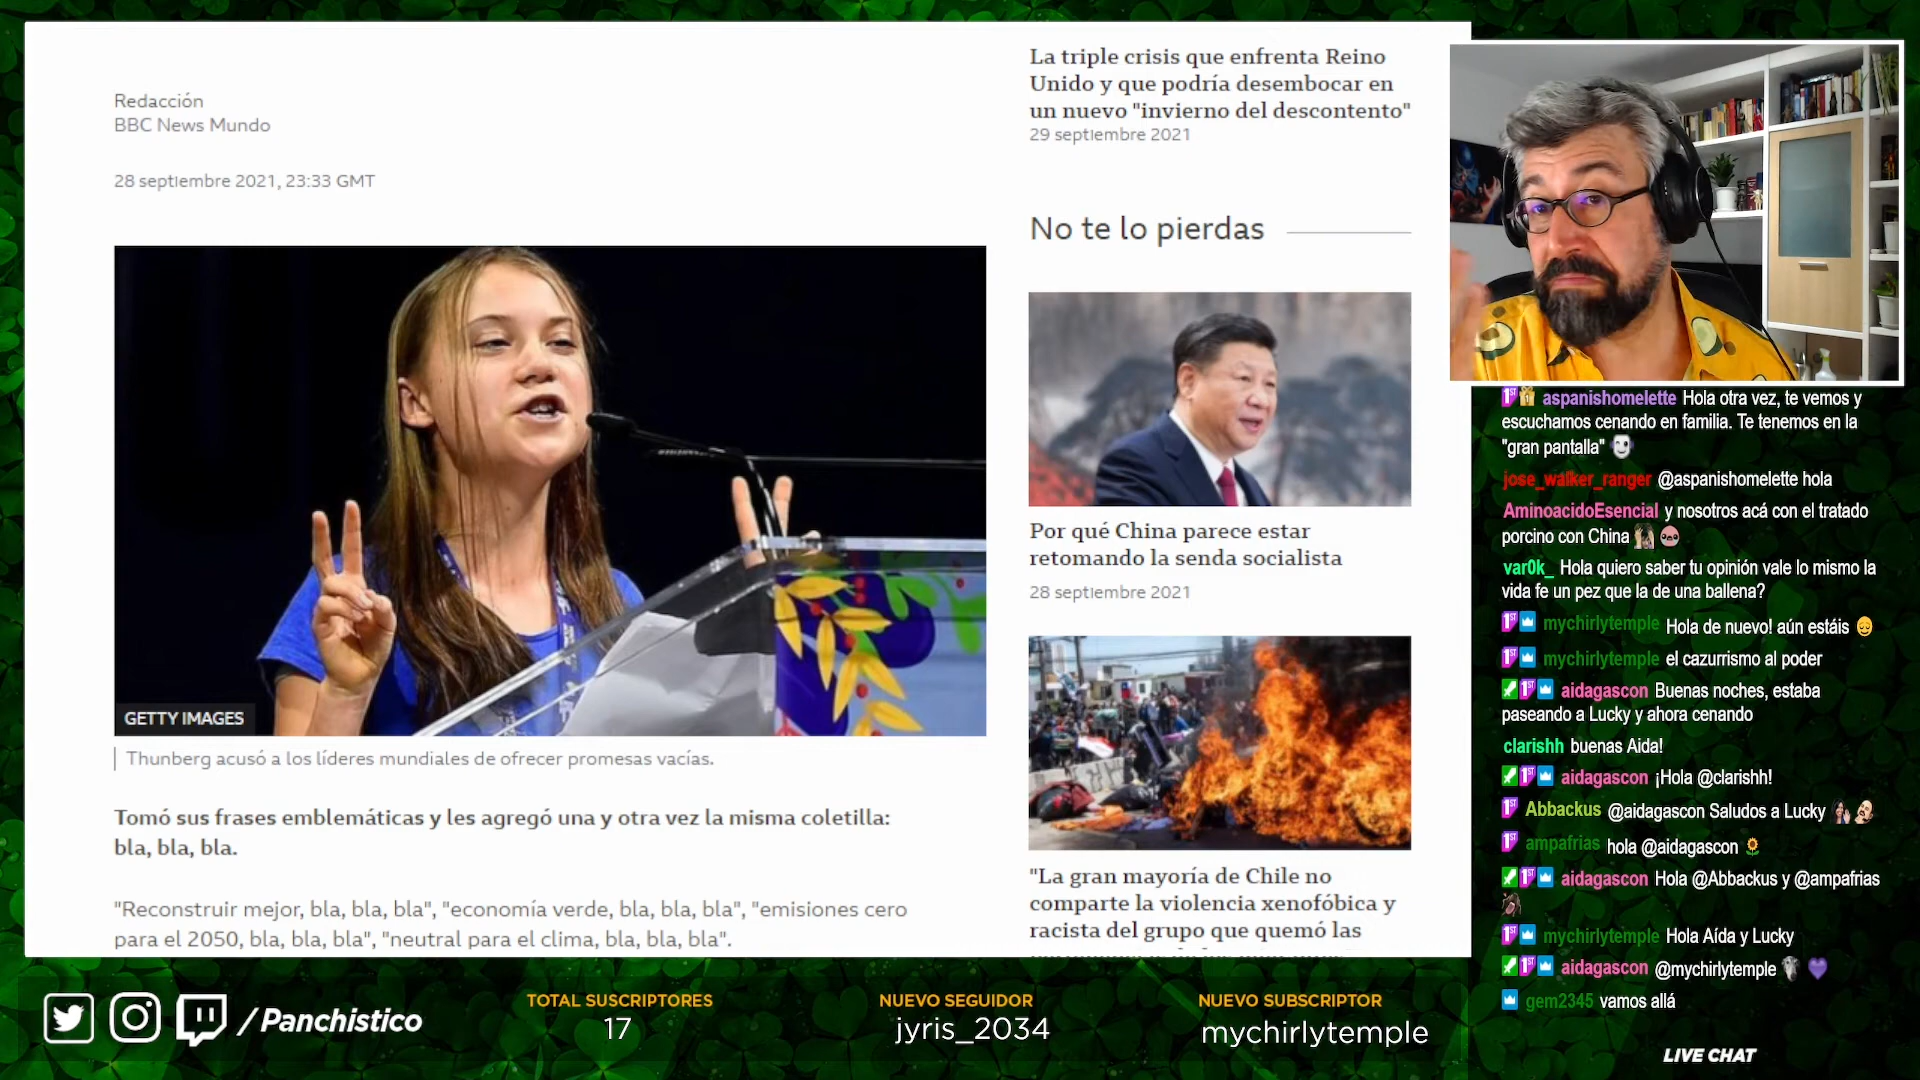 Redacción
BBC News Mundo
28 septiembre 2021, 23:33 GMT
GETTY IMAGES
Thunberg acusó a los líderes mundiales de ofrecer promesas vacías.
Tomó sus frases emblemáticas y les agregó una y otra vez la misma coletilla:
bla, bla, bla.
"Reconstruir mejor, bla, bla, bla", "economía verde, bla, bla, bla", "emisiones cero
para el 2050, bla, bla, bla", "neutral para el clima, bla, bla, bla".
La triple crisis que enfrenta Reino
Unido y que podría desembocar en
un nuevo "invierno del descontento"
29 septiembre 2021
No te lo pierdas
Por qué China parece estar
retomando la senda socialista
28 septiembre 2021
"La gran mayoría de Chile no
comparte la violencia xenofóbica y
racista del grupo que quemó las
aspanishomelette Hola otra vez, te vemos y
escuchamos cenando en familia. Te tenemos en la
"gran pantalla"
jose_walker_ranger @aspanishomelette hola
AminoacidoEsencial y nosotros acá con el tratado
porcino con China
var0k_ Hola quiero saber tu opinión vale lo mismo la
vida fe un pez que la de una ballena?
mychirlytemple Hola de nuevo! aún estáis
mychirlytemple el cazurrismo al poder
aidagascon Buenas noches, estaba
paseando a Lucky y ahora cenando
clarishh buenas Aida!
aidagascon ¡Hola @clarishh!
Abbackus @aidagascon Saludos a Lucky
ampafrias hola @aidagascon
aidagascon Hola @Abbackus y @ampafrias
mychirlytemple Hola Aída y Lucky
aidagascon @mychirlytemple
gem2345 vamos allá
LIVE CHAT
/Panchistico
TOTAL SUSCRIPTORES
17
NUEVO SEGUIDOR
jyris_2034
NUEVO SUBSCRIPTOR
mychirlytemple